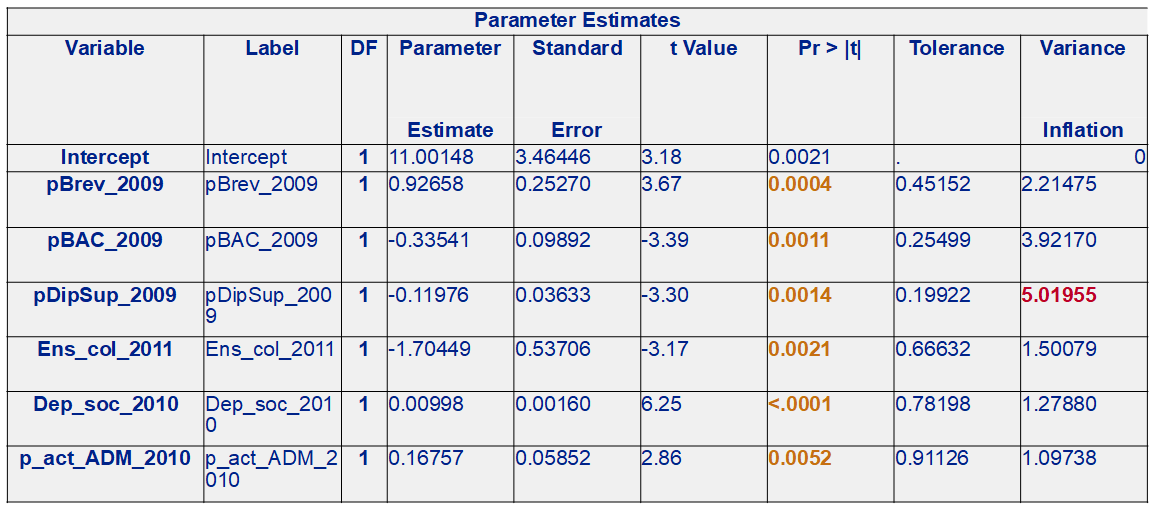 Parameter Estimates
Variable Label DF Parameter Estimate Standard Error t Value Pr > |t| Tolerance Variance Inflation
Intercept Intercept 1 11.00148 3.46446 3.18 0.0021 . 0
pBrev_2009 pBrev_2009 1 0.92658 0.25270 3.67 0.0004 0.45152 2.21475
pBAC_2009 pBAC_2009 1 -0.33541 0.09892 -3.39 0.0011 0.25499 3.92170
pDipSup_2009 pDipSup_2009 1 -0.11976 0.03633 -3.30 0.0014 0.19922 5.01955
Ens_col_2011 Ens_col_2011 1 -1.70449 0.53706 -3.17 0.0021 0.66632 1.50079
Dep_soc_2010 Dep_soc_2010 1 0.00998 0.00160 6.25 <.0001 0.78198 1.27880
p_act_ADM_2010 p_act_ADM_2010 1 0.16757 0.05852 2.86 0.0052 0.91126 1.09738